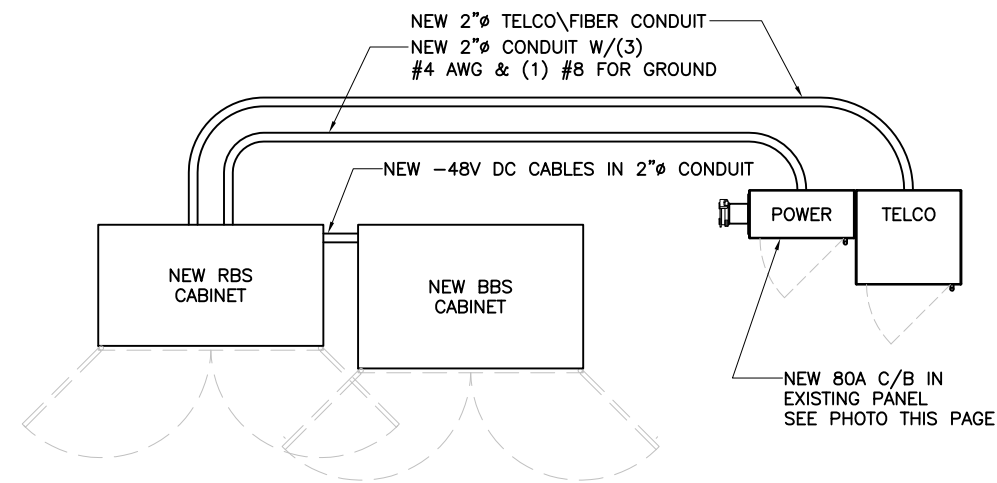 NEW 2"ø TELCO\FIBER CONDUIT
NEW 2"ø CONDUIT W/(3)
#4 AWG & (1) #8 FOR GROUND
NEW -48V DC CABLES IN 2"ø CONDUIT
POWER
TELCO
NEW RBS
CABINET
NEW BBS
CABINET
NEW 80A C/B IN
EXISTING PANEL
SEE PHOTO THIS PAGE